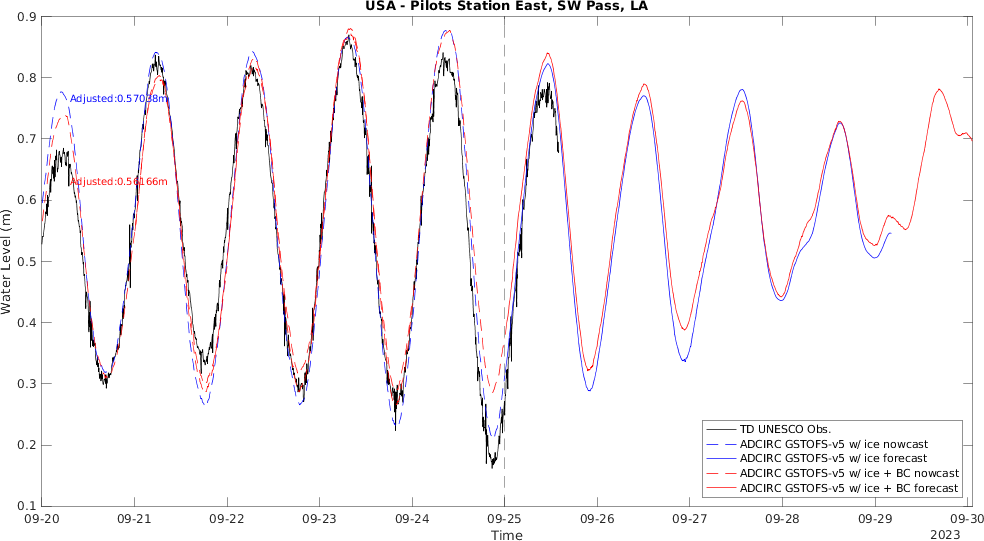 USA - Pilots Station East, SW Pass, LA
0.9
0.8
0.7
0.6
0.5
0.4
0.3
0.2
0.1
Water Level (m)
Adjusted:0.57038m
Adjusted:0.56166m
TD UNESCO Obs.
ADCIRC GSTOFS-v5 w/ ice nowcast
ADCIRC GSTOFS-v5 w/ ice forecast
ADCIRC GSTOFS-v5 w/ ice + BC nowcast
ADCIRC GSTOFS-v5 w/ ice + BC forecast
09-20 09-21 09-22 09-23 09-24 09-25 09-26 09-27 09-28 09-29 09-30
Time
2023